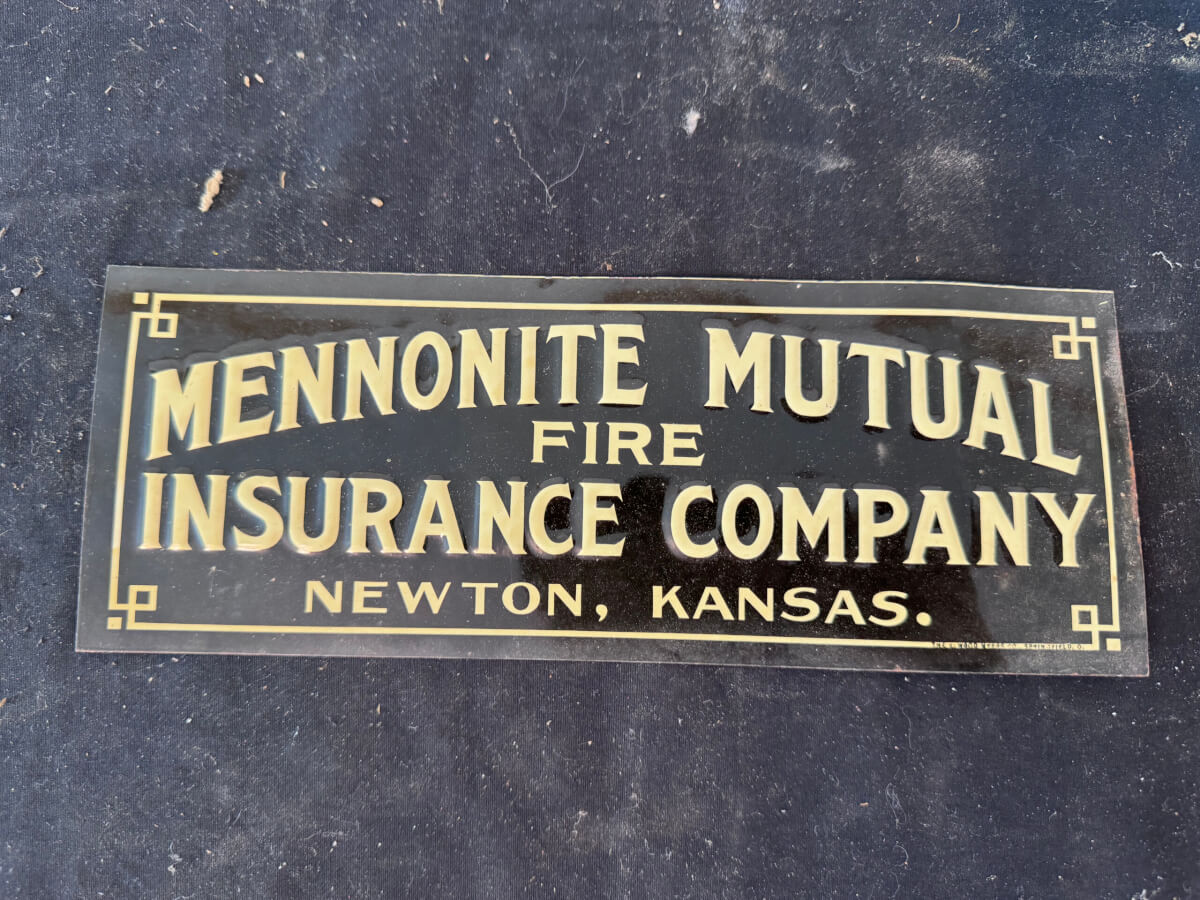 MENNONITE MUTUAL
FIRE
INSURANCE COMPANY
NEWTON, KANSAS.